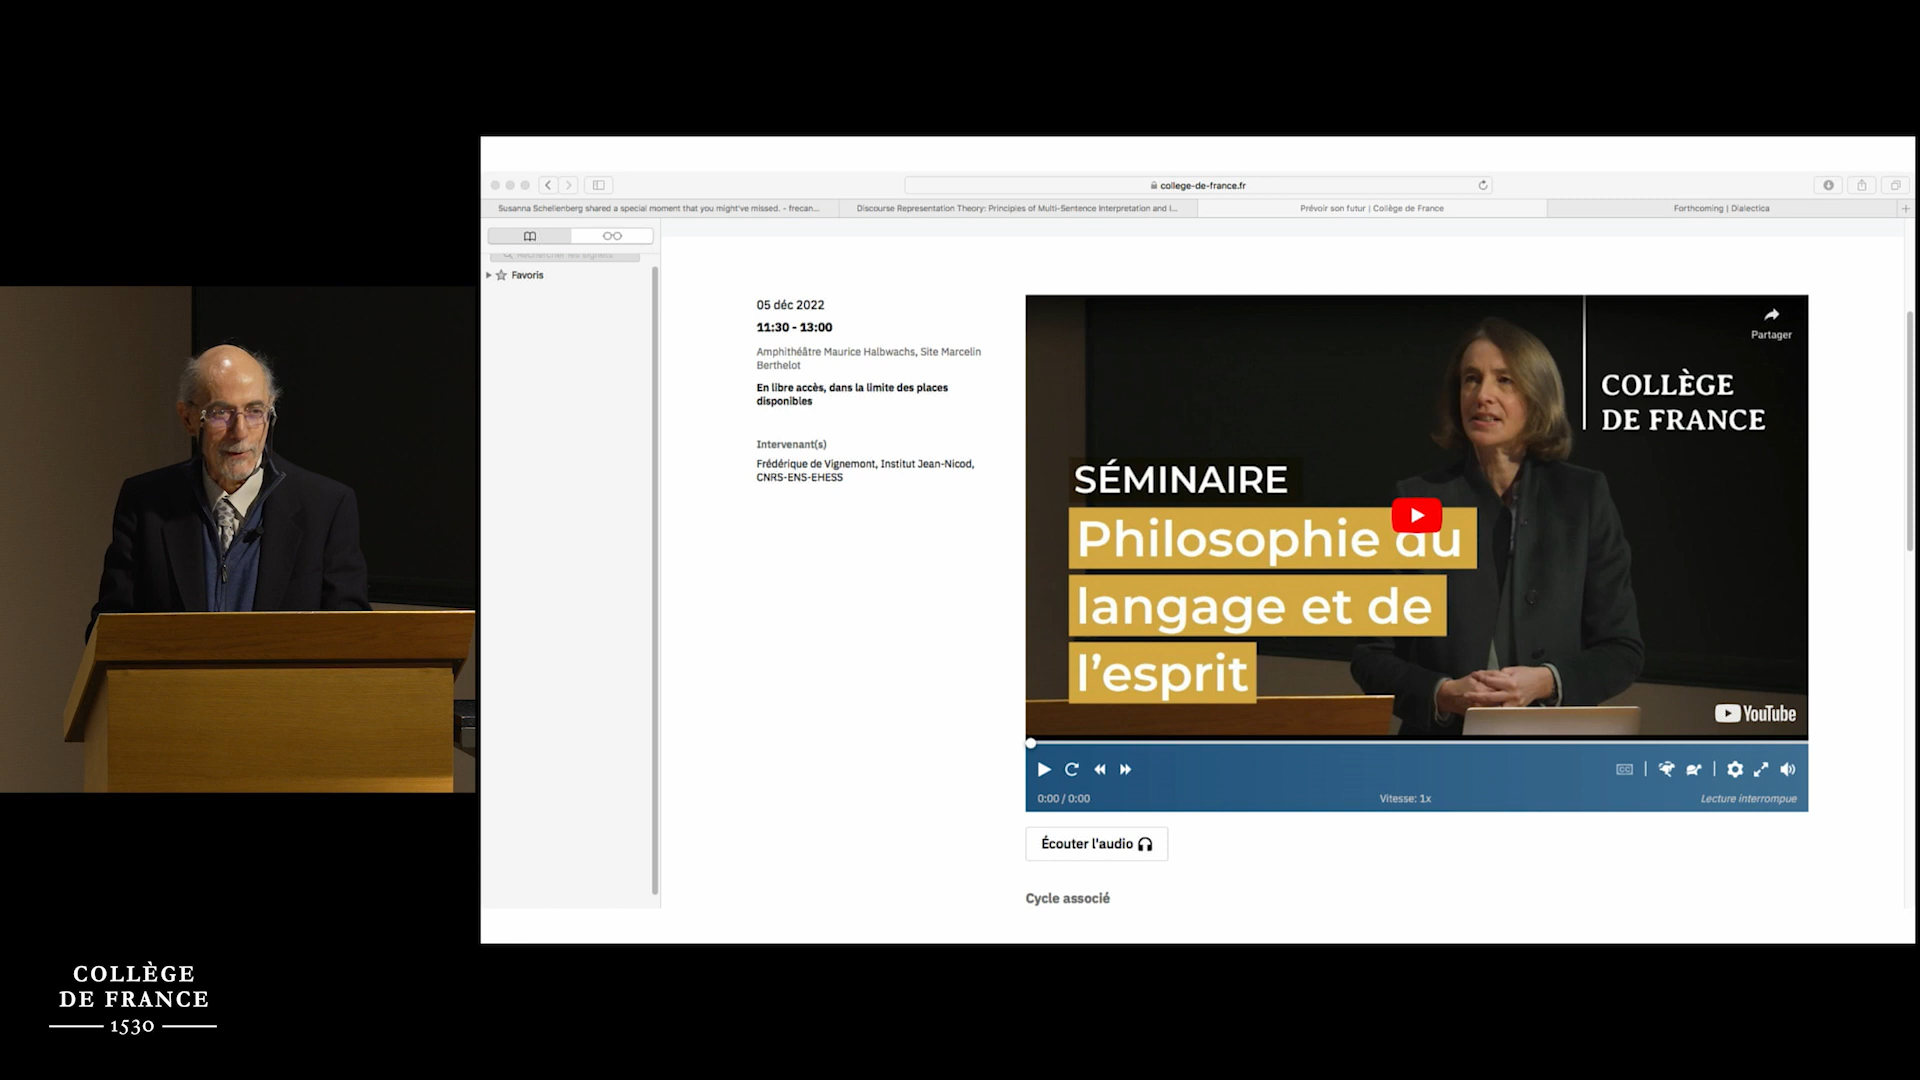 college-de-france.fr
Susanna Schellenberg shared a special moment that you might've missed. - frecan...
Discourse Representation Theory: Principles of Multi-Sentence Interpretation and I...
Prévoir son futur | Collège de France
Forthcoming | Dialectica
Rechercher les signets
Favoris
05 déc 2022
11:30 - 13:00
Amphithéâtre Maurice Halbwachs, Site Marcelin
Berthelot
En libre accès, dans la limite des places
disponibles
Intervenant(s)
Frédérique de Vignemont, Institut Jean-Nicod,
CNRS-ENS-EHESS
Partager
COLLÈGE
DE FRANCE
SÉMINAIRE
Philosophie du
langage et de
l'esprit
YouTube
CC
0:00 / 0:00
Vitesse: 1x
Lecture interrompue
Écouter l'audio
Cycle associé
COLLÈGE
DE FRANCE
1530